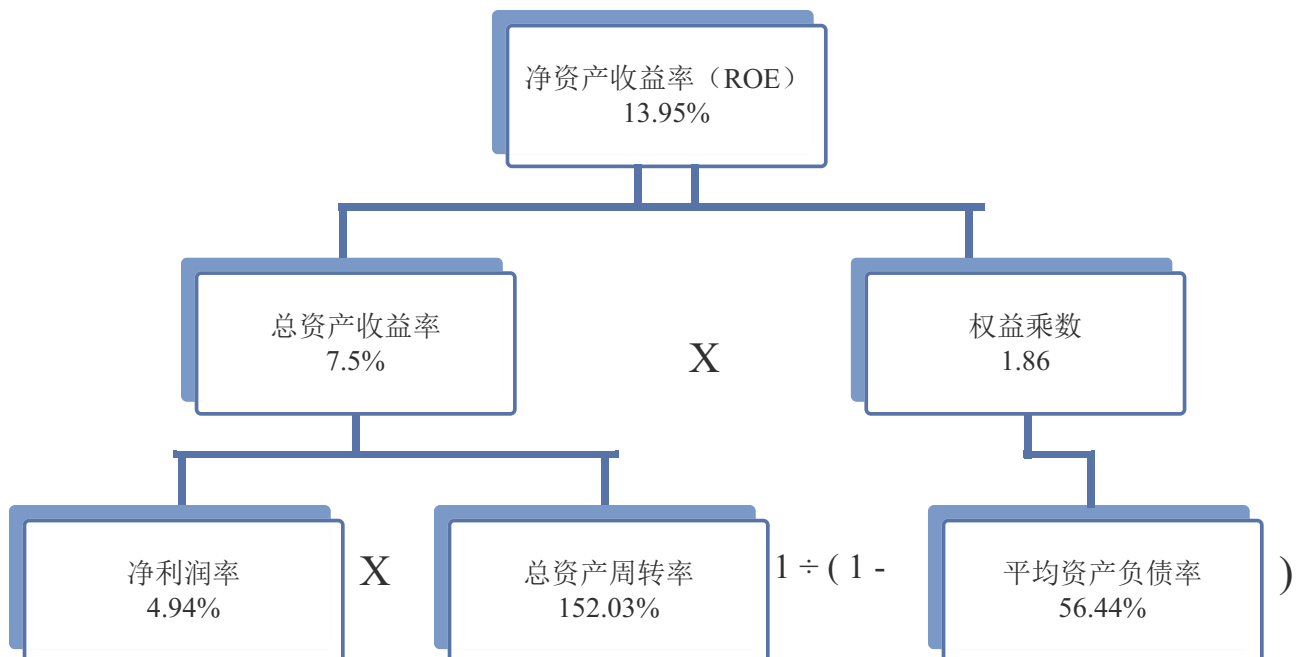 净资产收益率（ROE）
13.95%
总资产收益率
7.5%
X
权益乘数
1.86
净利润率
4.94%
X
总资产周转率
152.03%
1 ÷ ( 1 -
平均资产负债率
56.44%
)